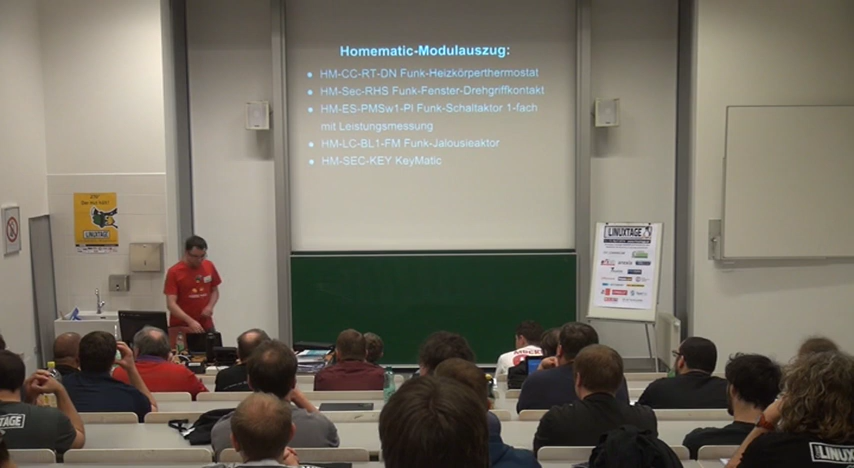 Homematic-Modulauszug:
● HM-CC-RT-DN Funk-Heizkörperthermostat
● HM-Sec-RHS Funk-Fenster-Drehgriffkontakt
● HM-ES-PMSw1-Pl Funk-Schaltaktor 1-fach
mit Leistungsmessung
● HM-LC-BL1-FM Funk-Jalousieaktor
● HM-SEC-KEY KeyMatic
LINUXTAGE
LINUXTAGE
LINUXTAGE
LINUX